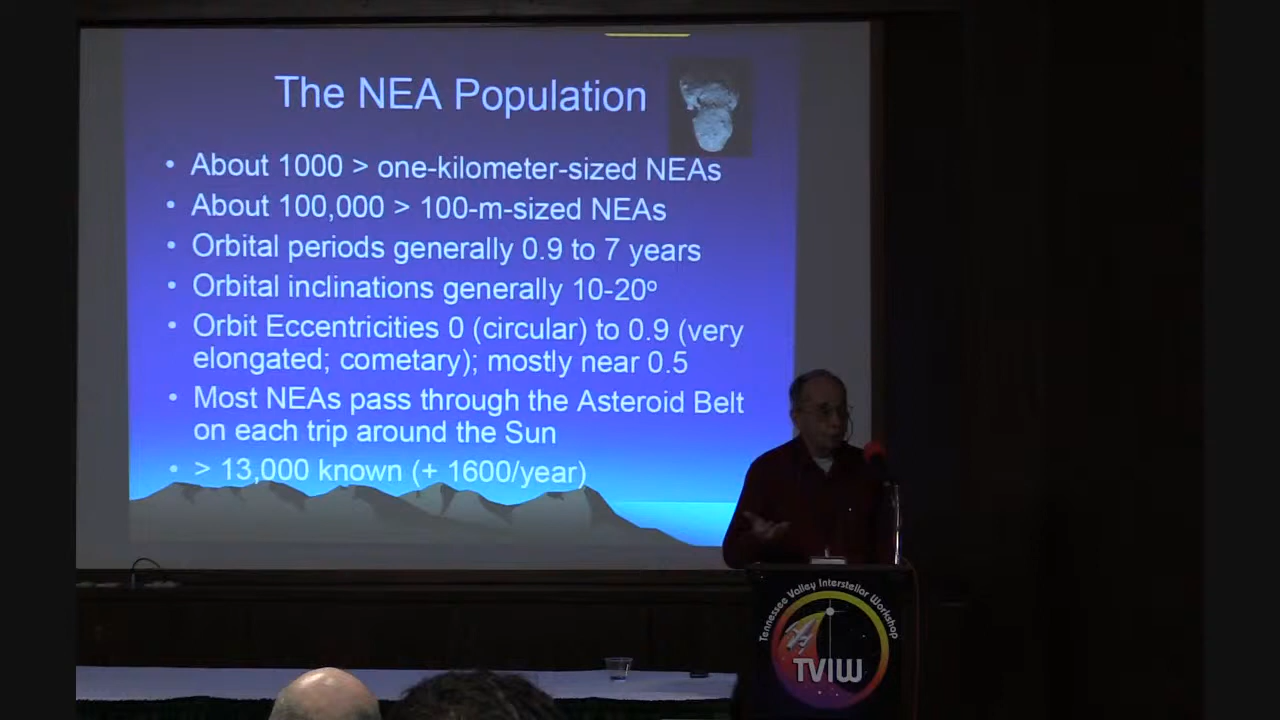 The NEA Population
• About 1000 > one-kilometer-sized NEAs
• About 100,000 > 100-m-sized NEAs
• Orbital periods generally 0.9 to 7 years
• Orbital inclinations generally 10-20º
• Orbit Eccentricities 0 (circular) to 0.9 (very
elongated; cometary); mostly near 0.5
• Most NEAs pass through the Asteroid Belt
on each trip around the Sun
• > 13,000 known (+ 1600/year)
Tennessee Valley Interstellar Workshop
TVIW